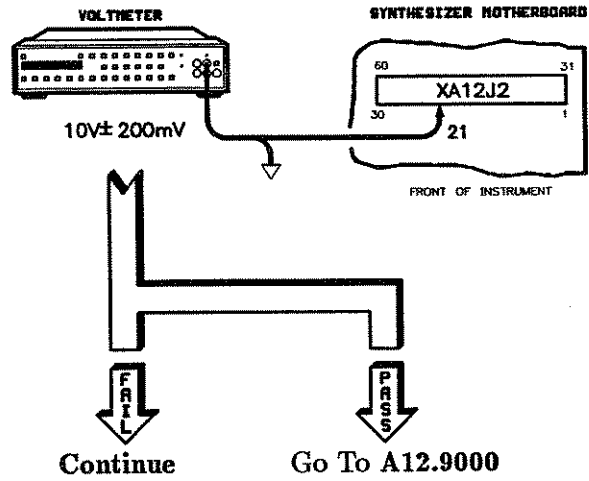 VOLTMETER
SYNTHESIZER MOTHERBOARD
60 31
XA12J2
30 1
10V± 200mV
21
FRONT OF INSTRUMENT
FAIL
PASS
Continue
Go To A12.9000